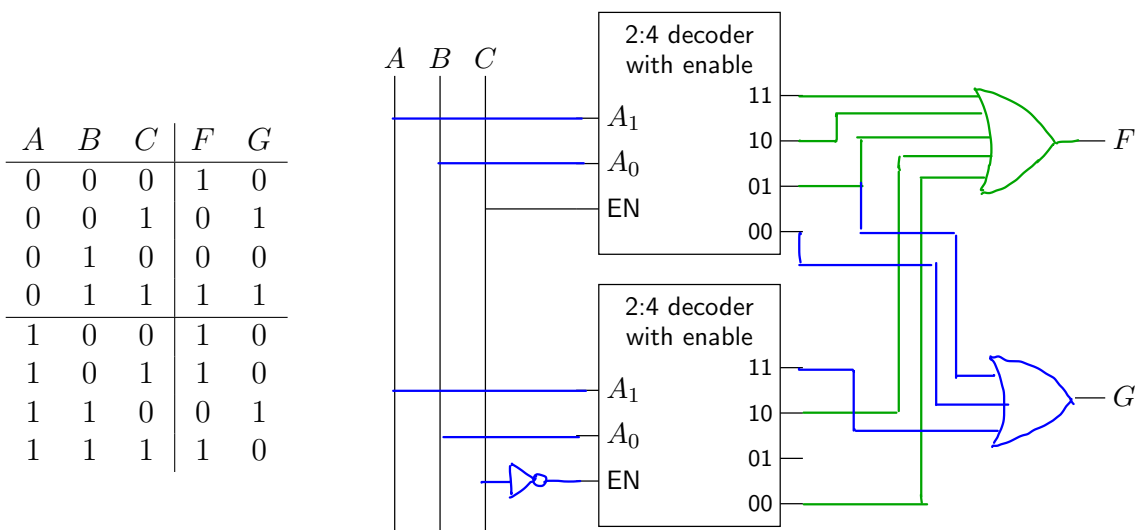 A B C F G
0 0 0 1 0
0 0 1 0 1
0 1 0 0 0
0 1 1 1 1
1 0 0 1 0
1 0 1 1 0
1 1 0 0 1
1 1 1 1 0
A B C
2:4 decoder
with enable
A₁
A₀
EN
11
10
01
00
2:4 decoder
with enable
A₁
A₀
EN
11
10
01
00
F
G